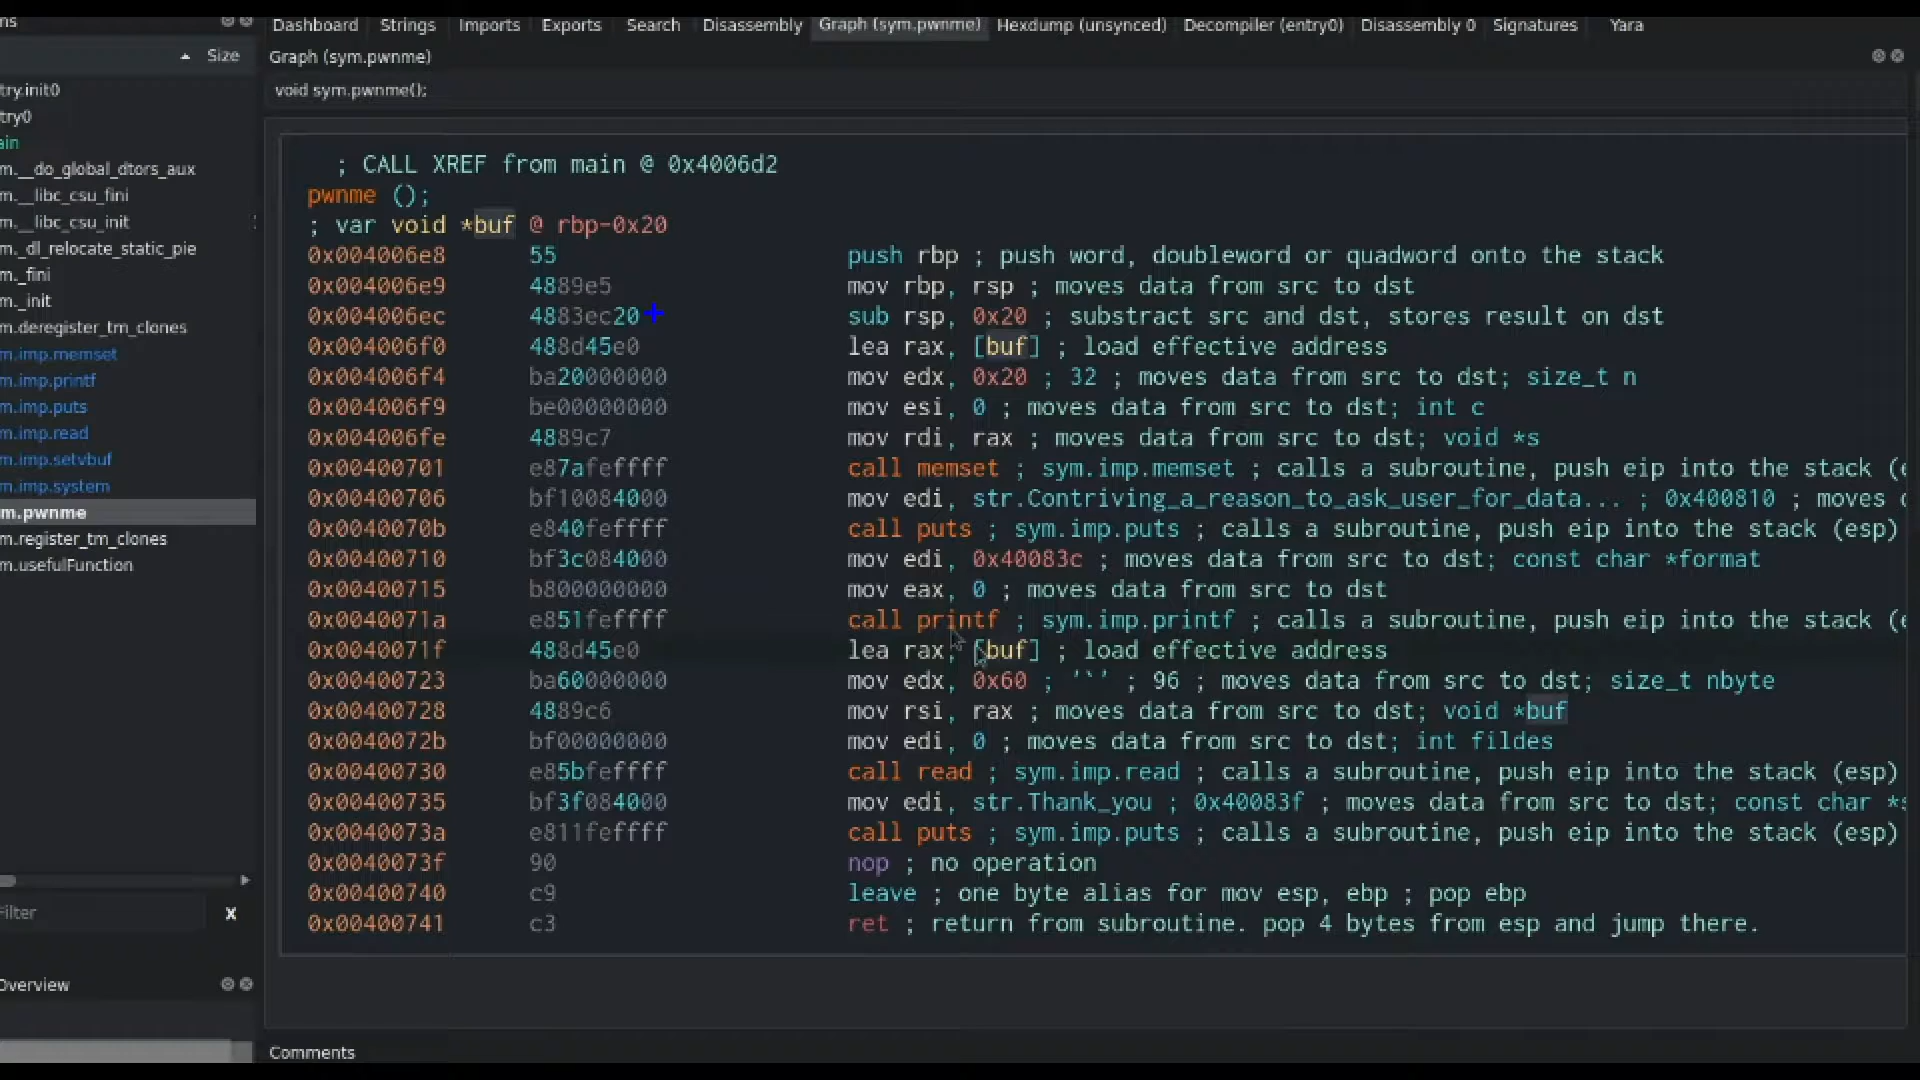 ns
Dashboard Strings Imports Exports Search Disassembly Graph (sym.pwnme) Hexdump (unsynced) Decompiler (entry0) Disassembly 0 Signatures Yara
Size
Graph (sym.pwnme)
void sym.pwnme();
try.init0
try0
ain
m.__do_global_dtors_aux
m.__libc_csu_fini
m.__libc_csu_init
m._dl_relocate_static_pie
m._fini
m._init
m.deregister_tm_clones
m.imp.memset
m.imp.printf
m.imp.puts
m.imp.read
m.imp.setvbuf
m.imp.system
m.pwnme
m.register_tm_clones
m.usefulFunction
Filter X
Overview
; CALL XREF from main @ 0x4006d2
pwnme ();
; var void *buf @ rbp-0x20
0x004006e8 55 push rbp ; push word, doubleword or quadword onto the stack
0x004006e9 4889e5 mov rbp, rsp ; moves data from src to dst
0x004006ec 4883ec20 sub rsp, 0x20 ; substract src and dst, stores result on dst
0x004006f0 488d45e0 lea rax, [buf] ; load effective address
0x004006f4 ba20000000 mov edx, 0x20 ; 32 ; moves data from src to dst; size_t n
0x004006f9 be00000000 mov esi, 0 ; moves data from src to dst; int c
0x004006fe 4889c7 mov rdi, rax ; moves data from src to dst; void *s
0x00400701 e87afeffff call memset ; sym.imp.memset ; calls a subroutine, push eip into the stack (e
0x00400706 bf10084000 mov edi, str.Contriving_a_reason_to_ask_user_for_data... ; 0x400810 ; moves
0x0040070b e840feffff call puts ; sym.imp.puts ; calls a subroutine, push eip into the stack (esp)
0x00400710 bf3c084000 mov edi, 0x40083c ; moves data from src to dst; const char *format
0x00400715 b800000000 mov eax, 0 ; moves data from src to dst
0x0040071a e851feffff call printf ; sym.imp.printf ; calls a subroutine, push eip into the stack (e
0x0040071f 488d45e0 lea rax, [buf] ; load effective address
0x00400723 ba60000000 mov edx, 0x60 ; '`' ; 96 ; moves data from src to dst; size_t nbyte
0x00400728 4889c6 mov rsi, rax ; moves data from src to dst; void *buf
0x0040072b bf00000000 mov edi, 0 ; moves data from src to dst; int fildes
0x00400730 e85bfeffff call read ; sym.imp.read ; calls a subroutine, push eip into the stack (esp)
0x00400735 bf3f084000 mov edi, str.Thank_you ; 0x40083f ; moves data from src to dst; const char *s
0x0040073a e811feffff call puts ; sym.imp.puts ; calls a subroutine, push eip into the stack (esp)
0x0040073f 90 nop ; no operation
0x00400740 c9 leave ; one byte alias for mov esp, ebp ; pop ebp
0x00400741 c3 ret ; return from subroutine. pop 4 bytes from esp and jump there.
Comments